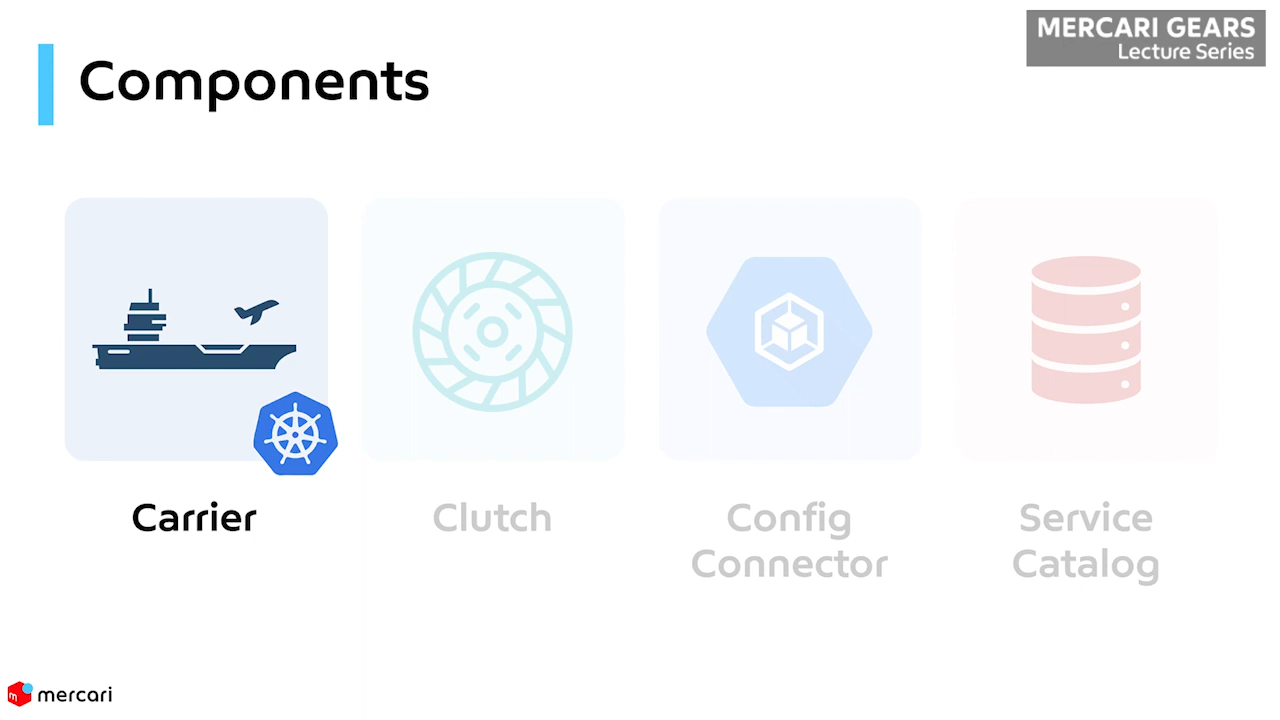 MERCARI GEARS
Lecture Series
Components
Carrier
Clutch
Config
Connector
Service
Catalog
mercari